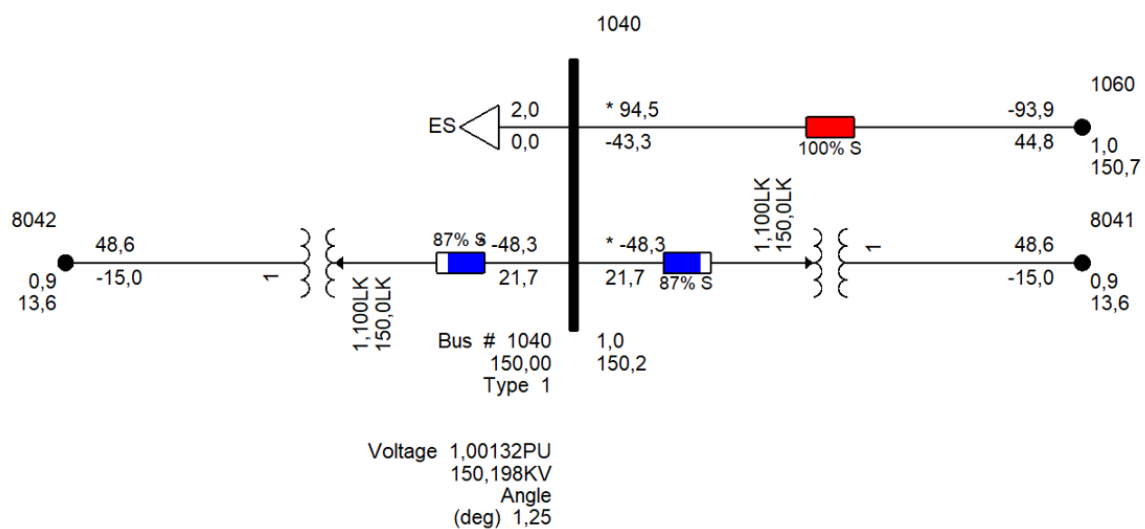 1040
ES
2,0
0,0
* 94,5
-43,3
100% S
-93,9
44,8
1060
1,0
150,7
8042
48,6
-15,0
0,9
13,6
1
1,100LK
150,0LK
87% S
* -48,3
21,7
* -48,3
21,7
87% S
1,100LK
150,0LK
1
8041
48,6
-15,0
0,9
13,6
Bus # 1040
150,00
Type 1
1,0
150,2
Voltage 1,00132PU
150,198KV
Angle
(deg) 1,25